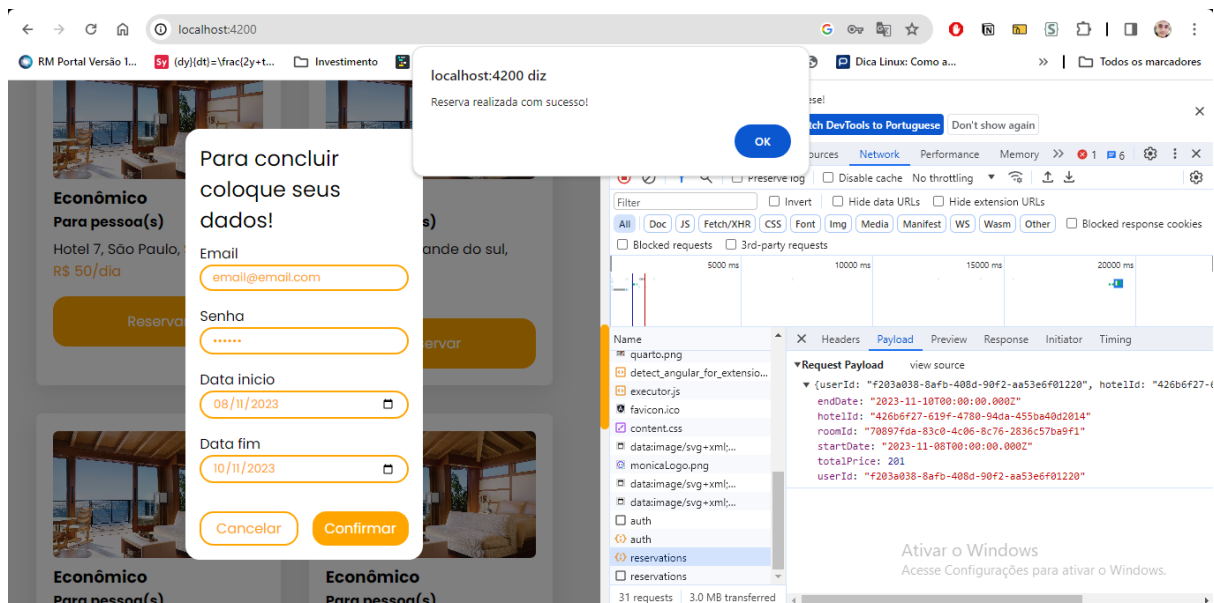 localhost:4200
RM Portal Versão 1...
Sy
(dy}{dt}=\frac{2y+t...
Investimento
Dica Linux: Como a...
»
Todos os marcadores
localhost:4200 diz
Reserva realizada com sucesso!
OK
ese!
tch DevTools to Portuguese
Don't show again
ources
Network
Performance
Memory
»
1
6
Preserve log
Disable cache
No throttling
Filter
Invert
Hide data URLs
Hide extension URLs
All
Doc
JS
Fetch/XHR
CSS
Font
Img
Media
Manifest
WS
Wasm
Other
Blocked response cookies
Blocked requests
3rd-party requests
5000 ms
10000 ms
15000 ms
20000 ms
Econômico
Para pessoa(s)
Hotel 7, São Paulo,
R$ 50/dia
Reserva
s)
ande do sul,
ervar
Para concluir
coloque seus
dados!
Email
email@email.com
Senha
••••••
Data inicio
08/11/2023
Data fim
10/11/2023
Cancelar
Confirmar
Econômico
Para pessoa(s)
Econômico
Para pessoa(s)
Name
quarto.png
detect_angular_for_extensio...
executor.js
favicon.ico
content.css
data:image/svg+xml;...
monicaLogo.png
data:image/svg+xml;...
data:image/svg+xml;...
auth
auth
reservations
reservations
31 requests
3.0 MB transferred
Headers
Payload
Preview
Response
Initiator
Timing
▼Request Payload
view source
▼ {userId: "f203a038-8afb-408d-90f2-aa53e6f01220", hotelId: "426b6f27-6
endDate: "2023-11-10T00:00:00.000Z"
hotelId: "426b6f27-619f-4780-94da-455ba40d2014"
roomId: "70897fda-83c0-4c06-8c76-2836c57ba9f1"
startDate: "2023-11-08T00:00:00.000Z"
totalPrice: 201
userId: "f203a038-8afb-408d-90f2-aa53e6f01220"
Ativar o Windows
Acesse Configurações para ativar o Windows.